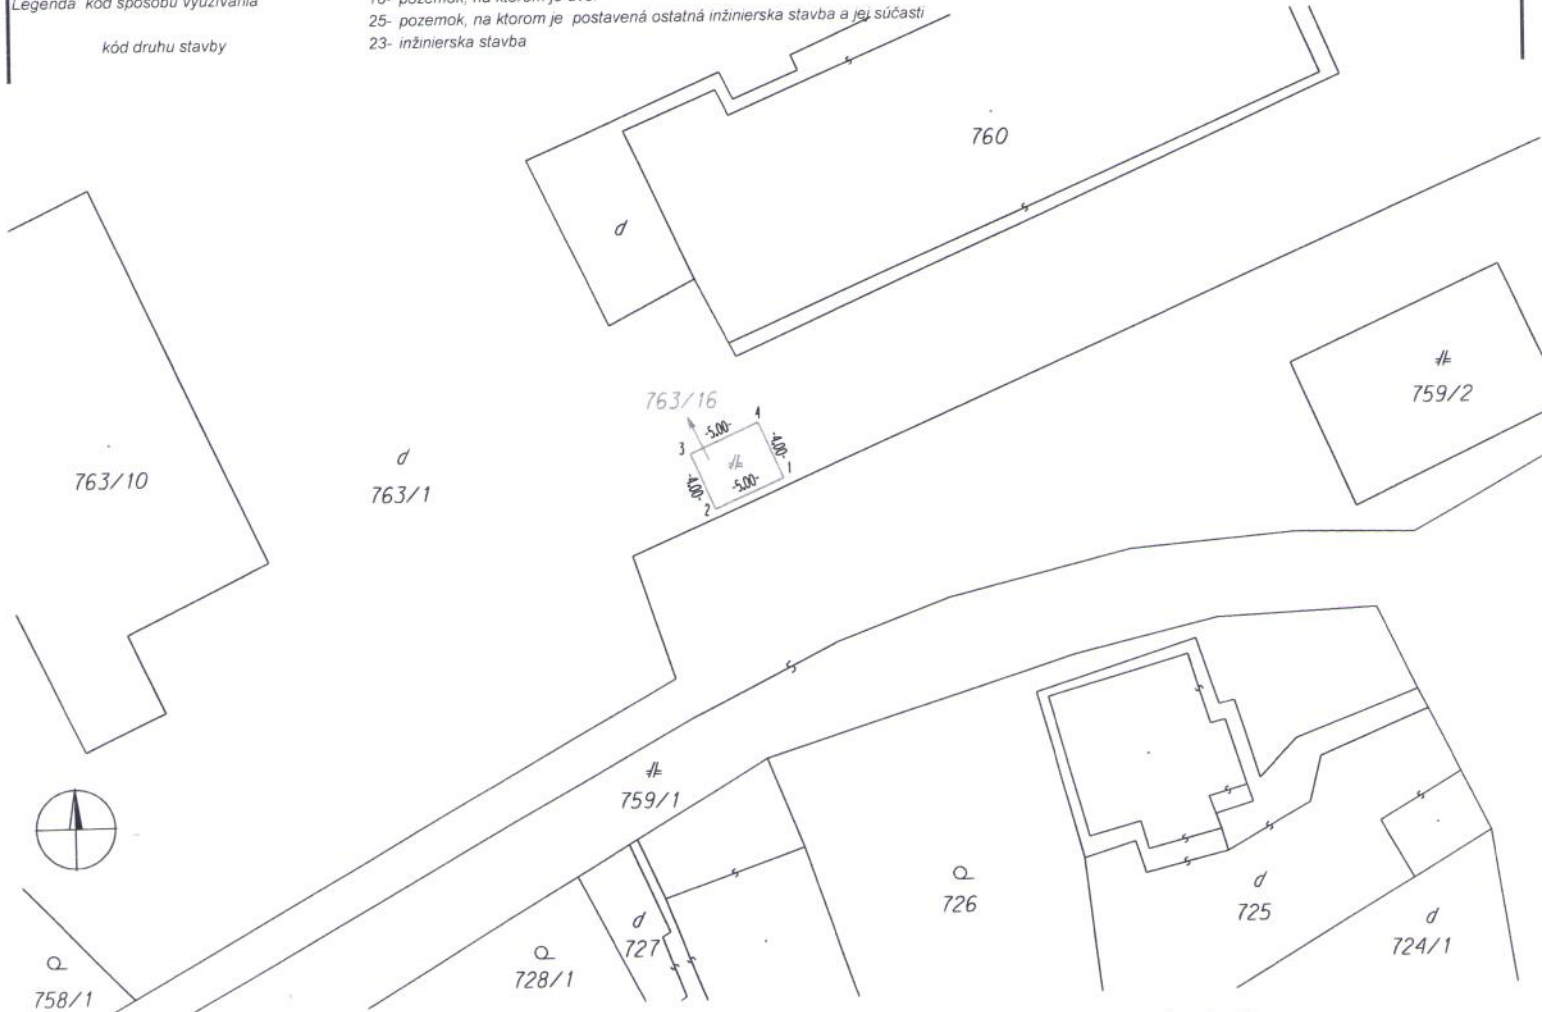 Legenda kód spôsobu využívania
25- pozemok, na ktorom je postavená ostatná inžinierska stavba a jej súčasti
kód druhu stavby 23- inžinierska stavba
760
d
759/2
763/16
4
-5.00-
3
-4.00-
1
-4.00-
-5.00-
2
763/10
d
763/1
759/1
726
d
725
d
727
728/1
d
724/1
758/1